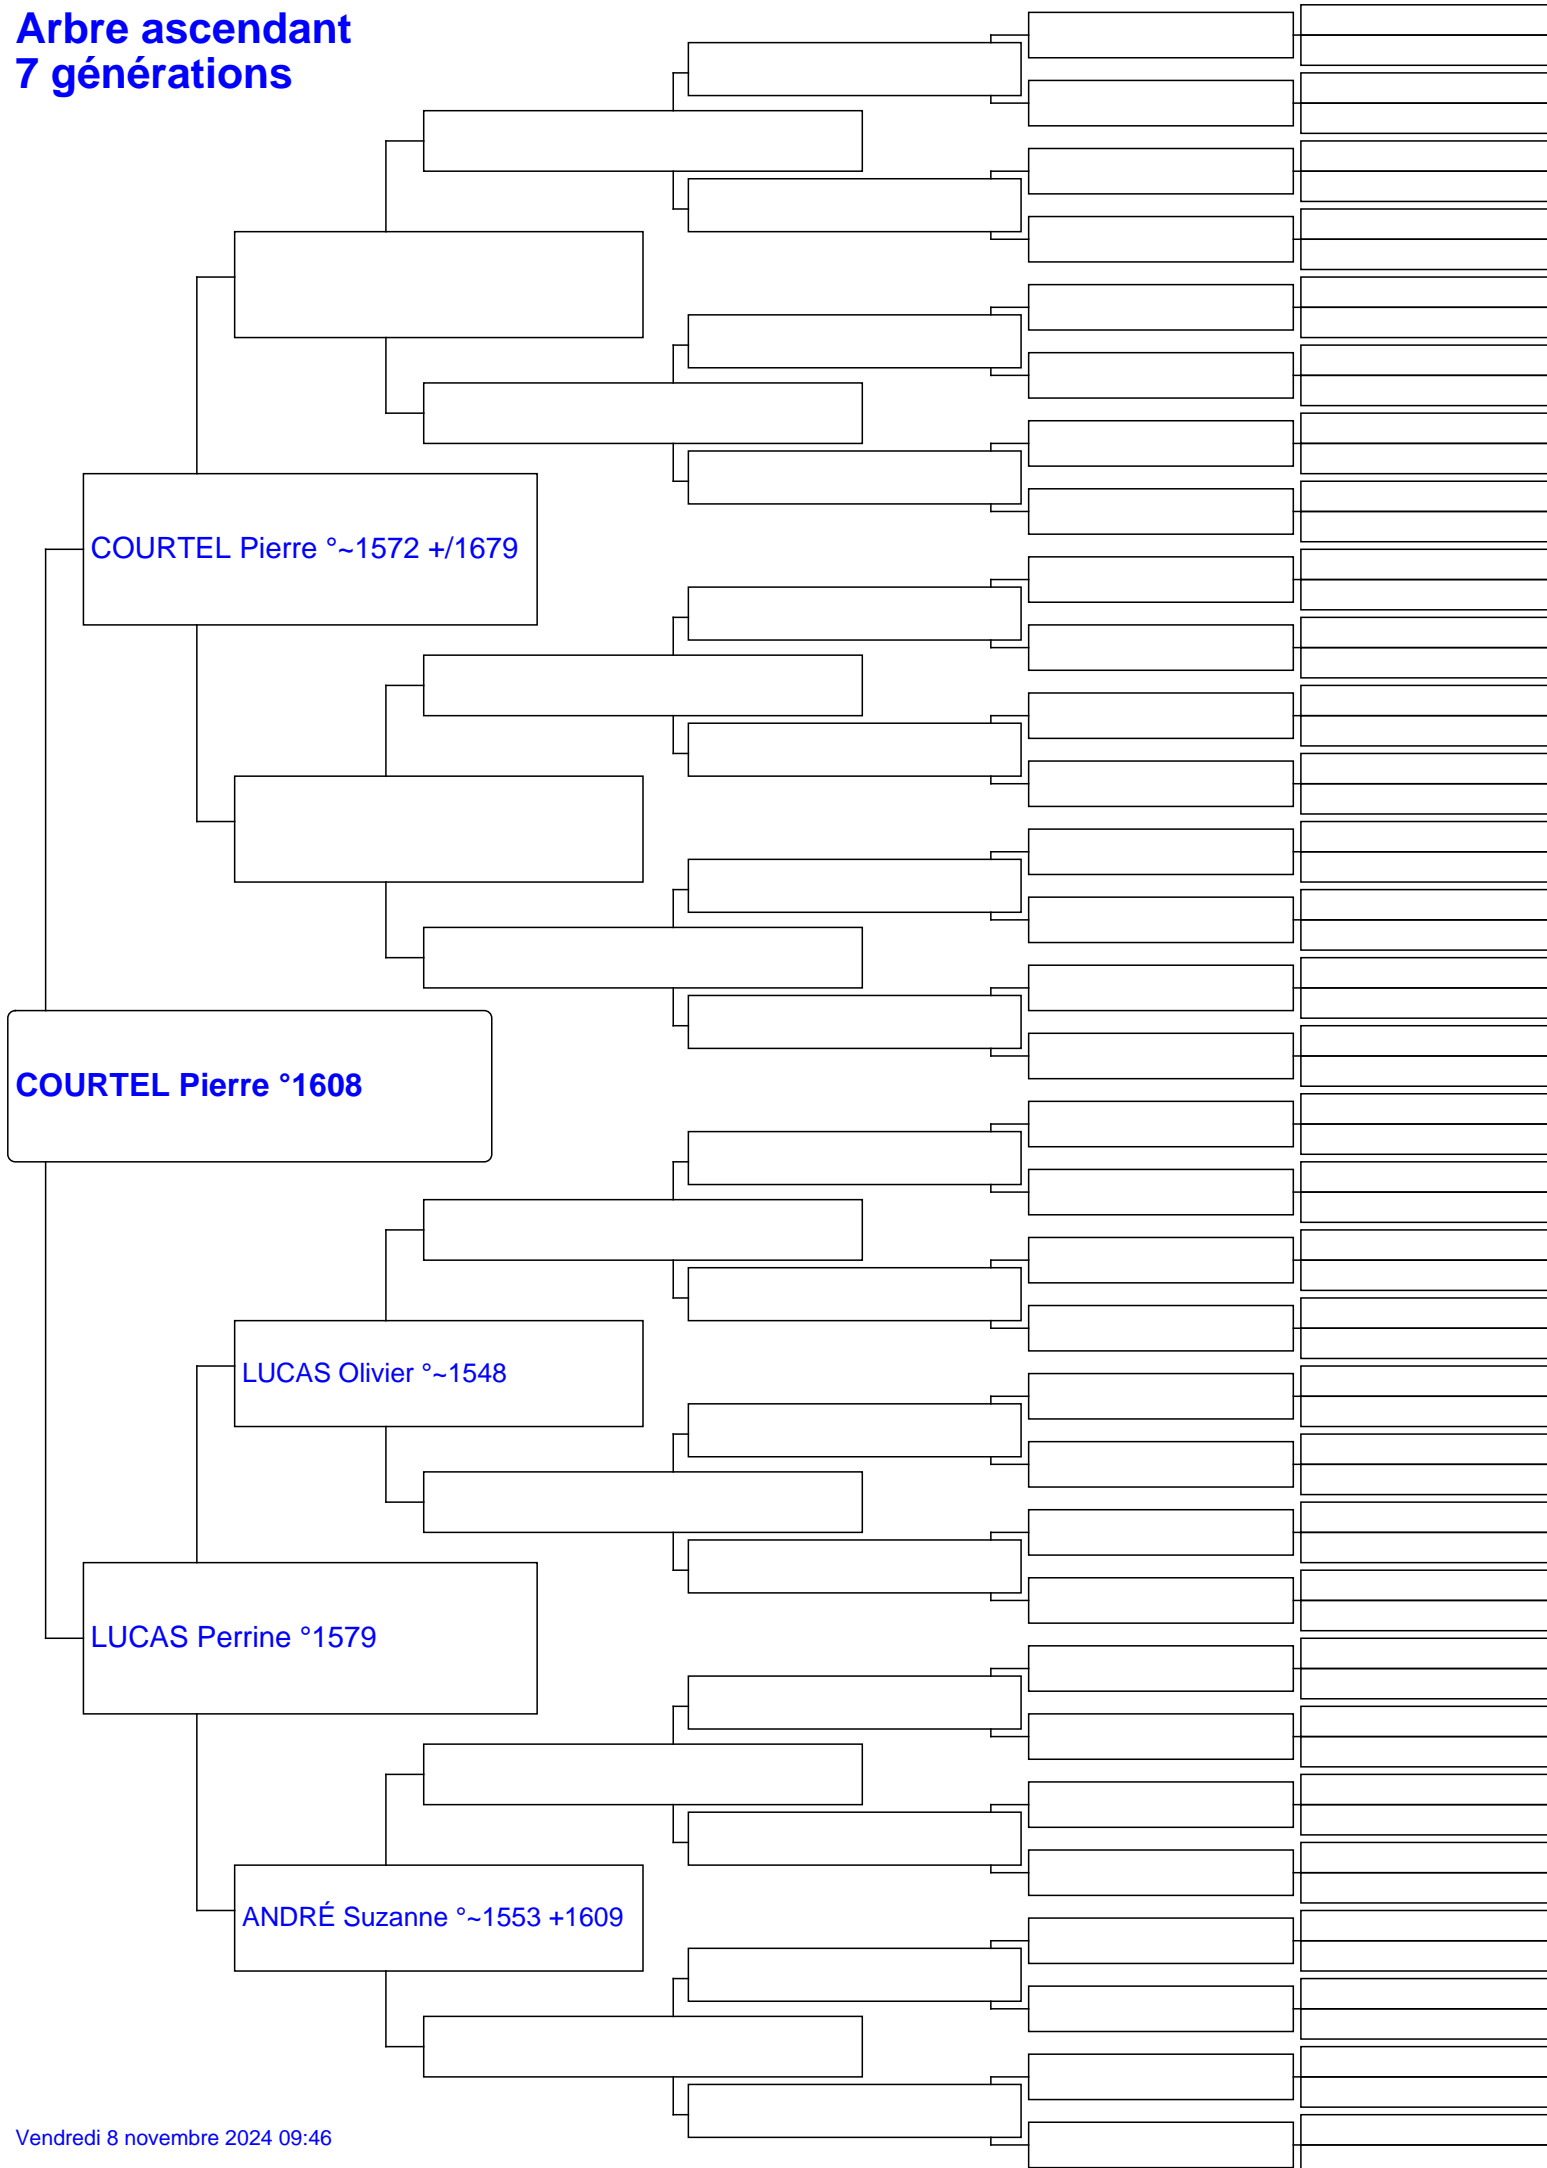 Arbre ascendant
7 générations
COURTEL Pierre °~1572 +/1679
COURTEL Pierre °1608
LUCAS Olivier °~1548
LUCAS Perrine °1579
ANDRÉ Suzanne °~1553 +1609
Vendredi 8 novembre 2024 09:46